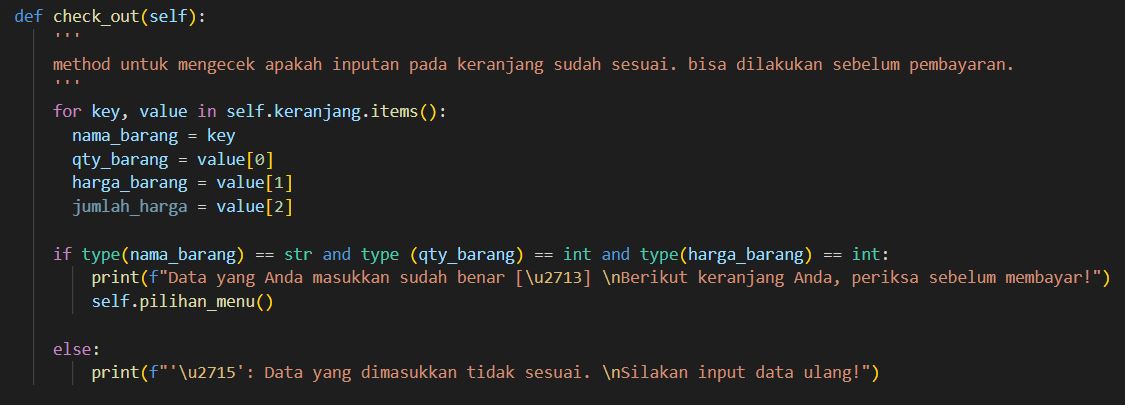 def check_out(self):
'''
method untuk mengecek apakah inputan pada keranjang sudah sesuai. bisa dilakukan sebelum pembayaran.
'''
for key, value in self.keranjang.items():
nama_barang = key
qty_barang = value[0]
harga_barang = value[1]
jumlah_harga = value[2]
if type(nama_barang) == str and type (qty_barang) == int and type(harga_barang) == int:
print(f"Data yang Anda masukkan sudah benar [\u2713] \nBerikut keranjang Anda, periksa sebelum membayar!")
self.pilihan_menu()
else:
print(f"'\u2715': Data yang dimasukkan tidak sesuai. \nSilakan input data ulang!")